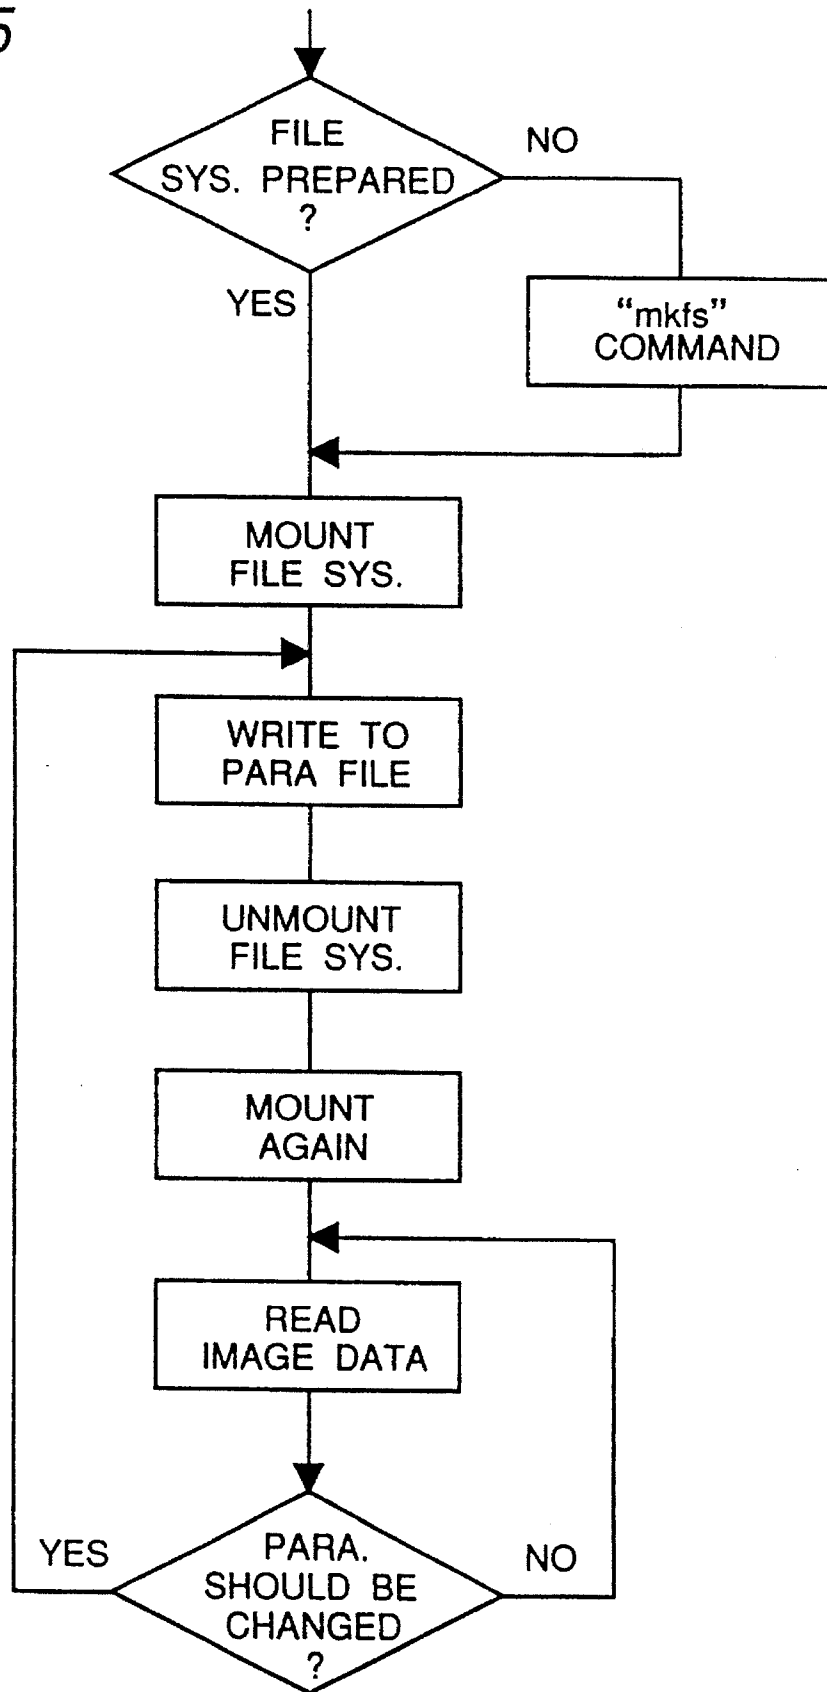 5
FILE
SYS. PREPARED
?
NO
YES
"mkfs"
COMMAND
MOUNT
FILE SYS.
WRITE TO
PARA FILE
UNMOUNT
FILE SYS.
MOUNT
AGAIN
READ
IMAGE DATA
YES
PARA.
SHOULD BE
CHANGED
?
NO